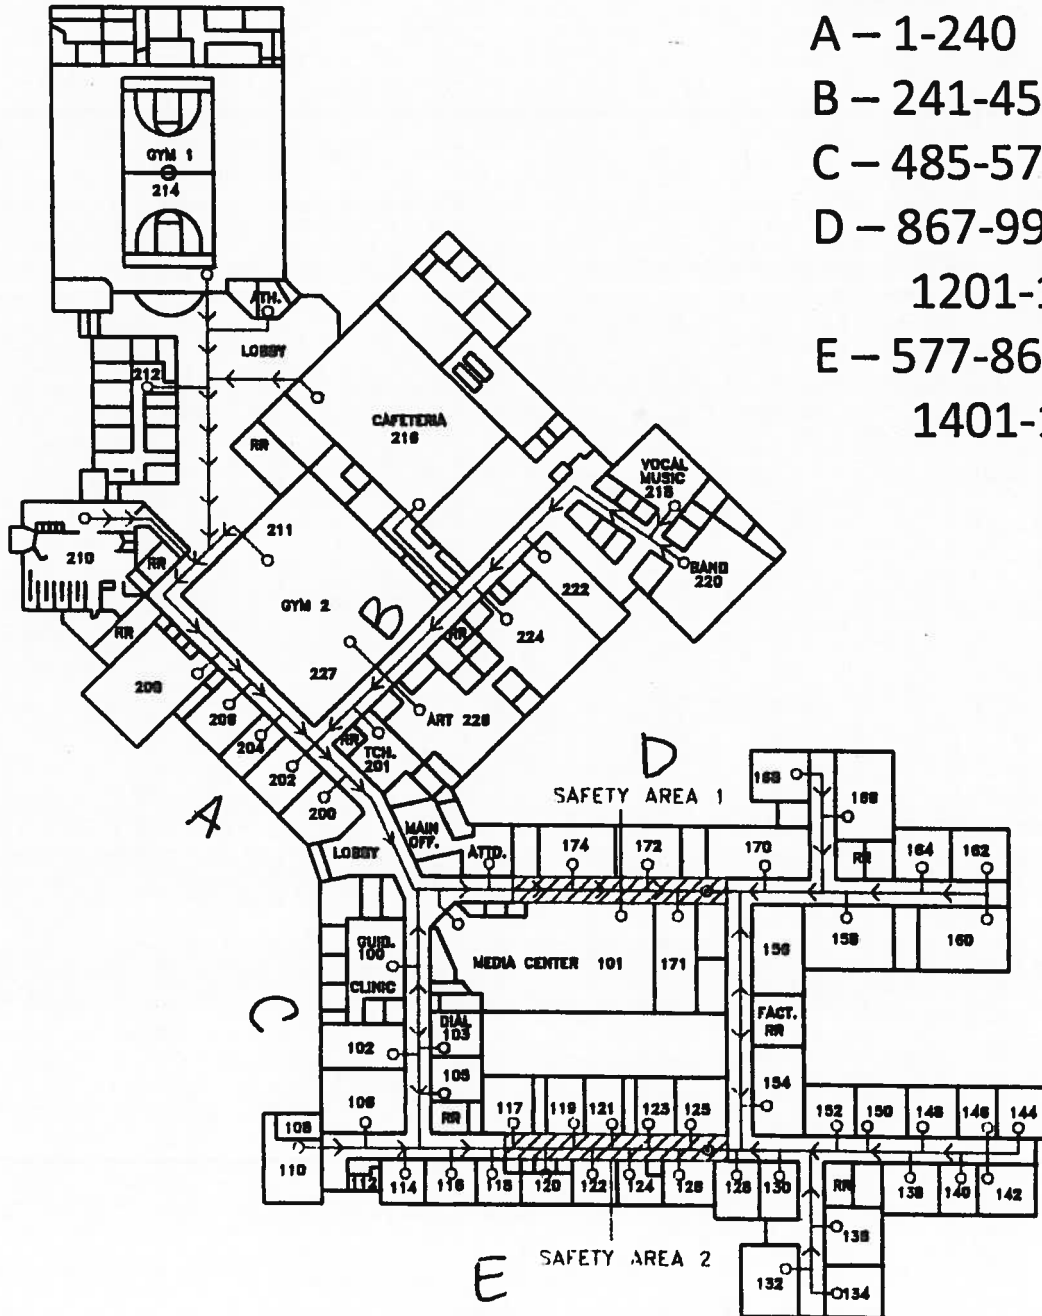 A – 1-240
B – 241-45
C – 485-57
D – 867-99
1201-1
E – 577-86
1401-1
GYM 1
214
ATH.
LOBBY
212
CAFETERIA
216
RR
VOCAL
MUSIC
218
211
210
RR
BAND
220
GYM 2
B
222
224
RR
RR
208
227
206
ART 226
204
RR
TCH.
201
202
200
A
D
SAFETY AREA 1
168
166
MAIN
OFF.
LOBBY
ATTD.
174
172
170
RR
164
162
GUID.
100
156
158
160
MEDIA CENTER 101
171
CLINIC
C
DIAL
103
FACT.
RR
102
105
154
106
RR
117
119
121
123
125
152
150
148
146
144
108
110
112
114
116
118
120
122
124
126
128
130
RR
138
140
142
136
SAFETY AREA 2
E
132
134